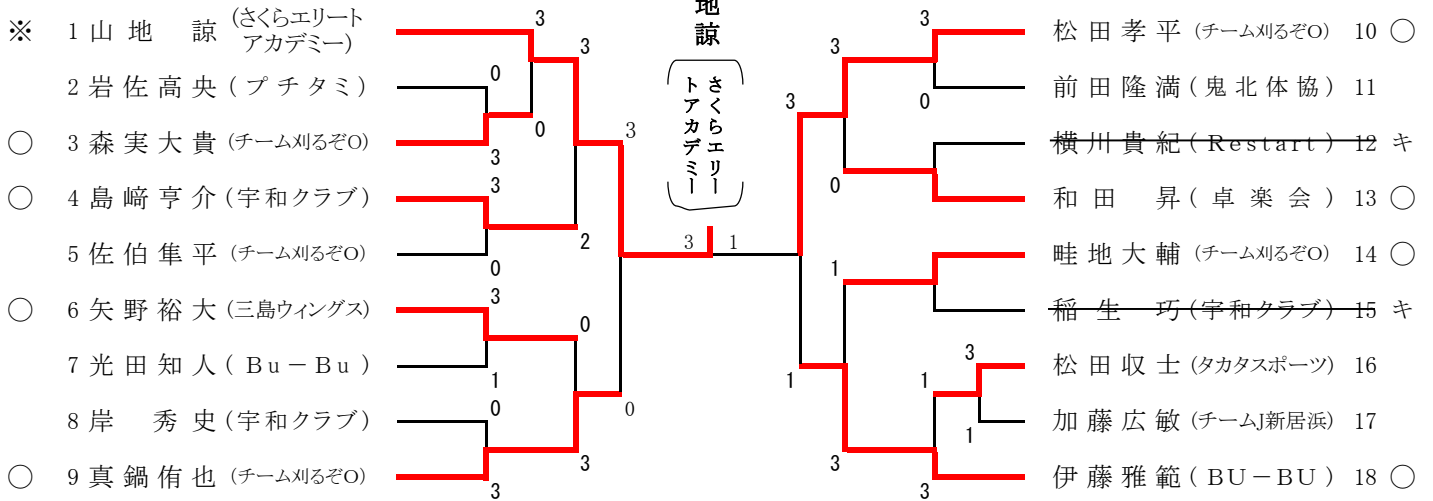 ※ 1 山地 諒 (さくらエリートアカデミー)
2 岩佐高央 (プチタミ)
○ 3 森実大貴 (チーム刈るぞO)
○ 4 島﨑亨介 (宇和クラブ)
5 佐伯隼平 (チーム刈るぞO)
○ 6 矢野裕大 (三島ウィングス)
7 光田知人 (Bu-Bu)
8 岸 秀史 (宇和クラブ)
○ 9 真鍋侑也 (チーム刈るぞO)
3
0
0
3
3
0
3
1
0
3
3
2
0
3
3
0
地諒
さくらエリー
トアカデミー
3 1
3
1
3
0
1
3
3
0
3
1
1
3
松田孝平 (チーム刈るぞO) 10 ○
前田隆満 (鬼北体協) 11
横川貴紀 (Restart) 12 キ
和田 昇 (卓楽会) 13 ○
畦地大輔 (チーム刈るぞO) 14 ○
稲生 巧 (宇和クラブ) 15 キ
松田収士 (タカタスポーツ) 16
加藤広敏 (チームJ新居浜) 17
伊藤雅範 (BU-BU) 18 ○